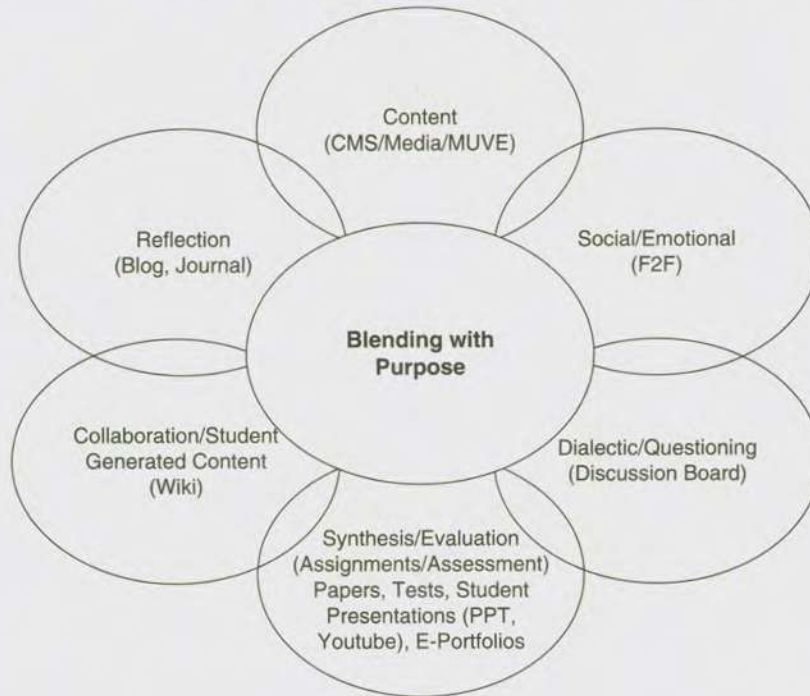 Content
(CMS/Media/MUVE)
Reflection
(Blog, Journal)
Social/Emotional
(F2F)
Blending with
Purpose
Collaboration/Student
Generated Content
(Wiki)
Dialectic/Questioning
(Discussion Board)
Synthesis/Evaluation
(Assignments/Assessment)
Papers, Tests, Student
Presentations (PPT,
Youtube), E-Portfolios